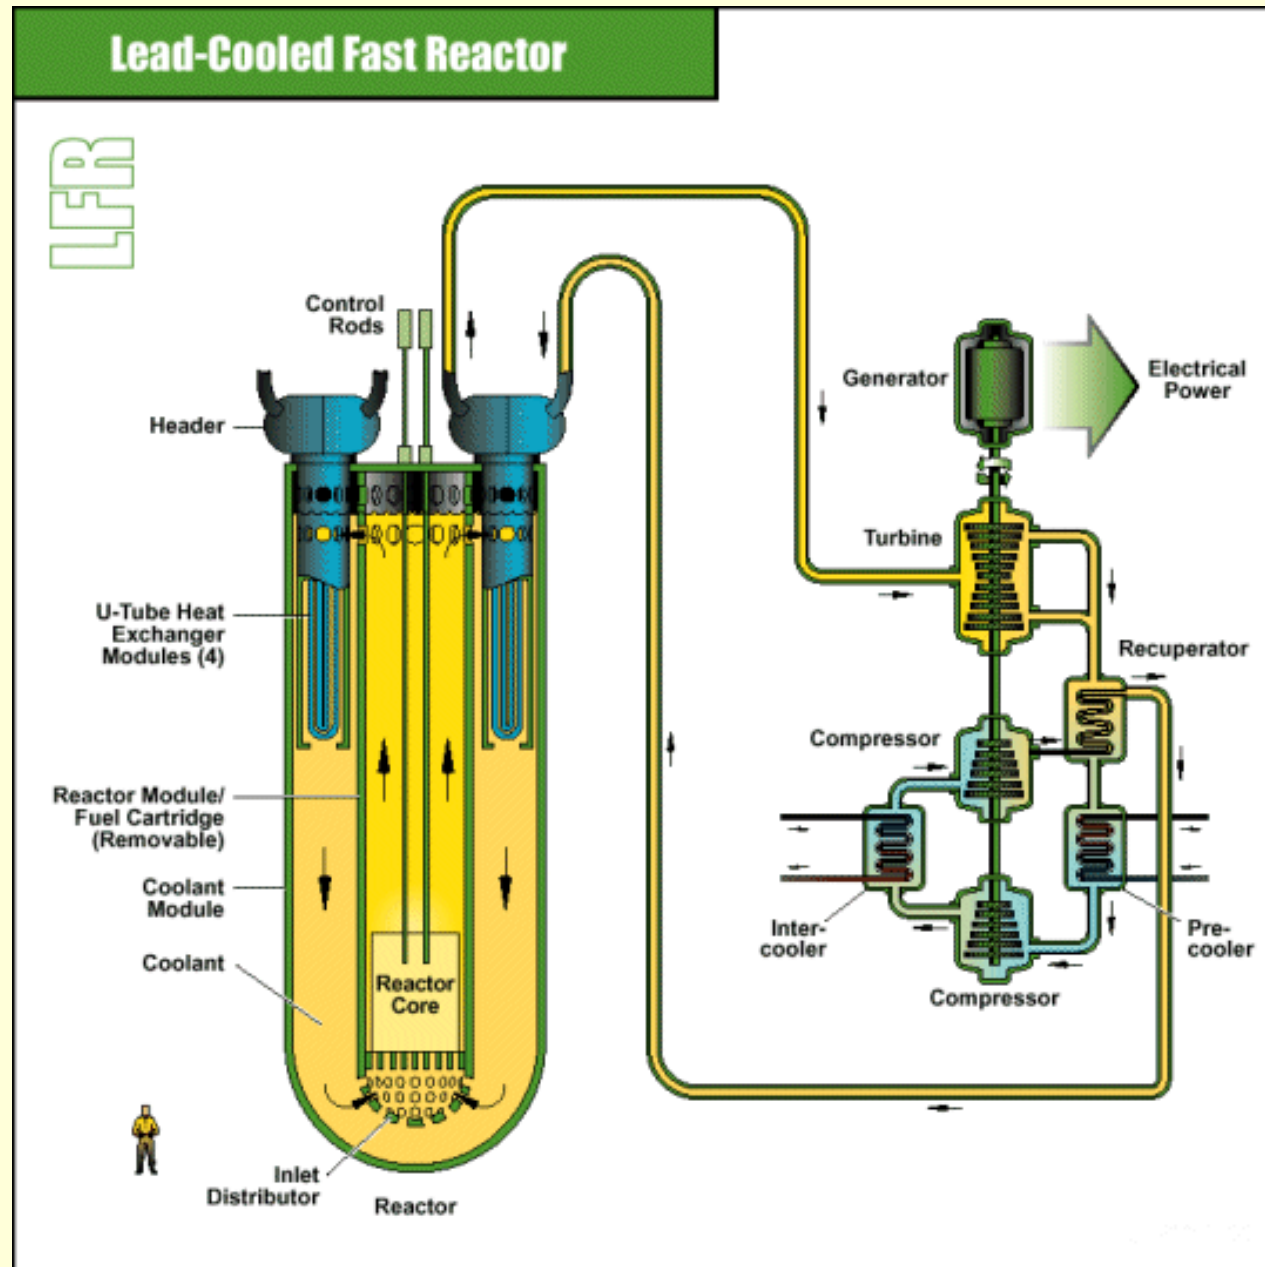 Lead-Cooled Fast Reactor
LFR
Control
Rods
Header
U-Tube Heat
Exchanger
Modules (4)
Reactor Module/
Fuel Cartridge
(Removable)
Coolant
Module
Coolant
Reactor
Core
Inlet
Distributor
Reactor
Generator
Electrical
Power
Turbine
Recuperator
Compressor
Inter-
cooler
Pre-
cooler
Compressor